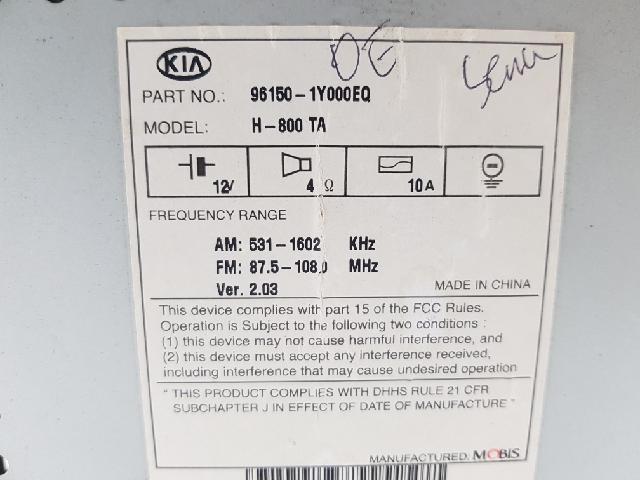 KIA
PART NO.: 96150-1Y000EQ
MODEL: H-800 TA
12V 4 Ω 10A
FREQUENCY RANGE
AM: 531-1602 KHz
FM: 87.5-108.0 MHz
Ver. 2.03
MADE IN CHINA
This device complies with part 15 of the FCC Rules.
Operation is Subject to the following two conditions :
(1) this device may not cause harmful interference, and
(2) this device must accept any interference received,
including interference that may cause undesired operation
" THIS PRODUCT COMPLIES WITH DHHS RULE 21 CFR
SUBCHAPTER J IN EFFECT OF DATE OF MANUFACTURE "
MANUFACTURED. MOBIS